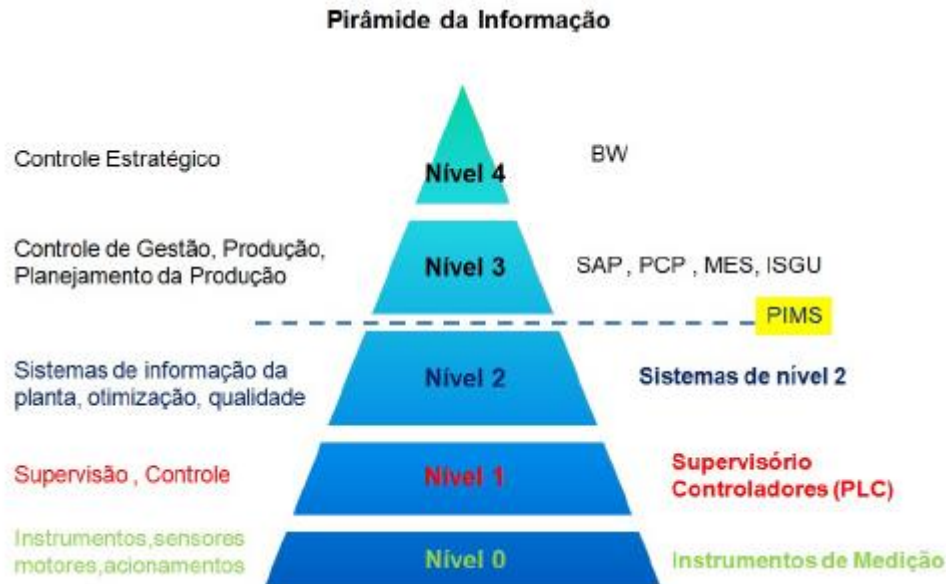 Pirâmide da Informação
Controle Estratégico
Nível 4
BW
Controle de Gestão, Produção,
Planejamento da Produção
Nível 3
SAP , PCP , MES, ISGU
PIMS
Sistemas de informação da
planta, otimização, qualidade
Nível 2
Sistemas de nível 2
Supervisão , Controle
Nível 1
Supervisório
Controladores (PLC)
Instrumentos,sensores
motores,acionamentos
Nível 0
Instrumentos de Medição